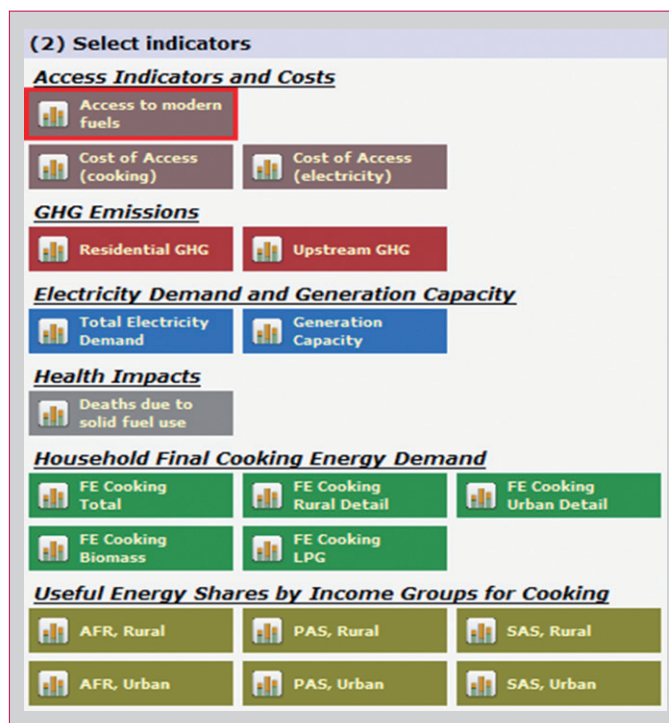 (2) Select indicators
Access Indicators and Costs
Access to modern
fuels
Cost of Access
(cooking)
Cost of Access
(electricity)
GHG Emissions
Residential GHG
Upstream GHG
Electricity Demand and Generation Capacity
Total Electricity
Demand
Generation
Capacity
Health Impacts
Deaths due to
solid fuel use
Household Final Cooking Energy Demand
FE Cooking
Total
FE Cooking
Rural Detail
FE Cooking
Urban Detail
FE Cooking
Biomass
FE Cooking
LPG
Useful Energy Shares by Income Groups for Cooking
AFR, Rural
PAS, Rural
SAS, Rural
AFR, Urban
PAS, Urban
SAS, Urban